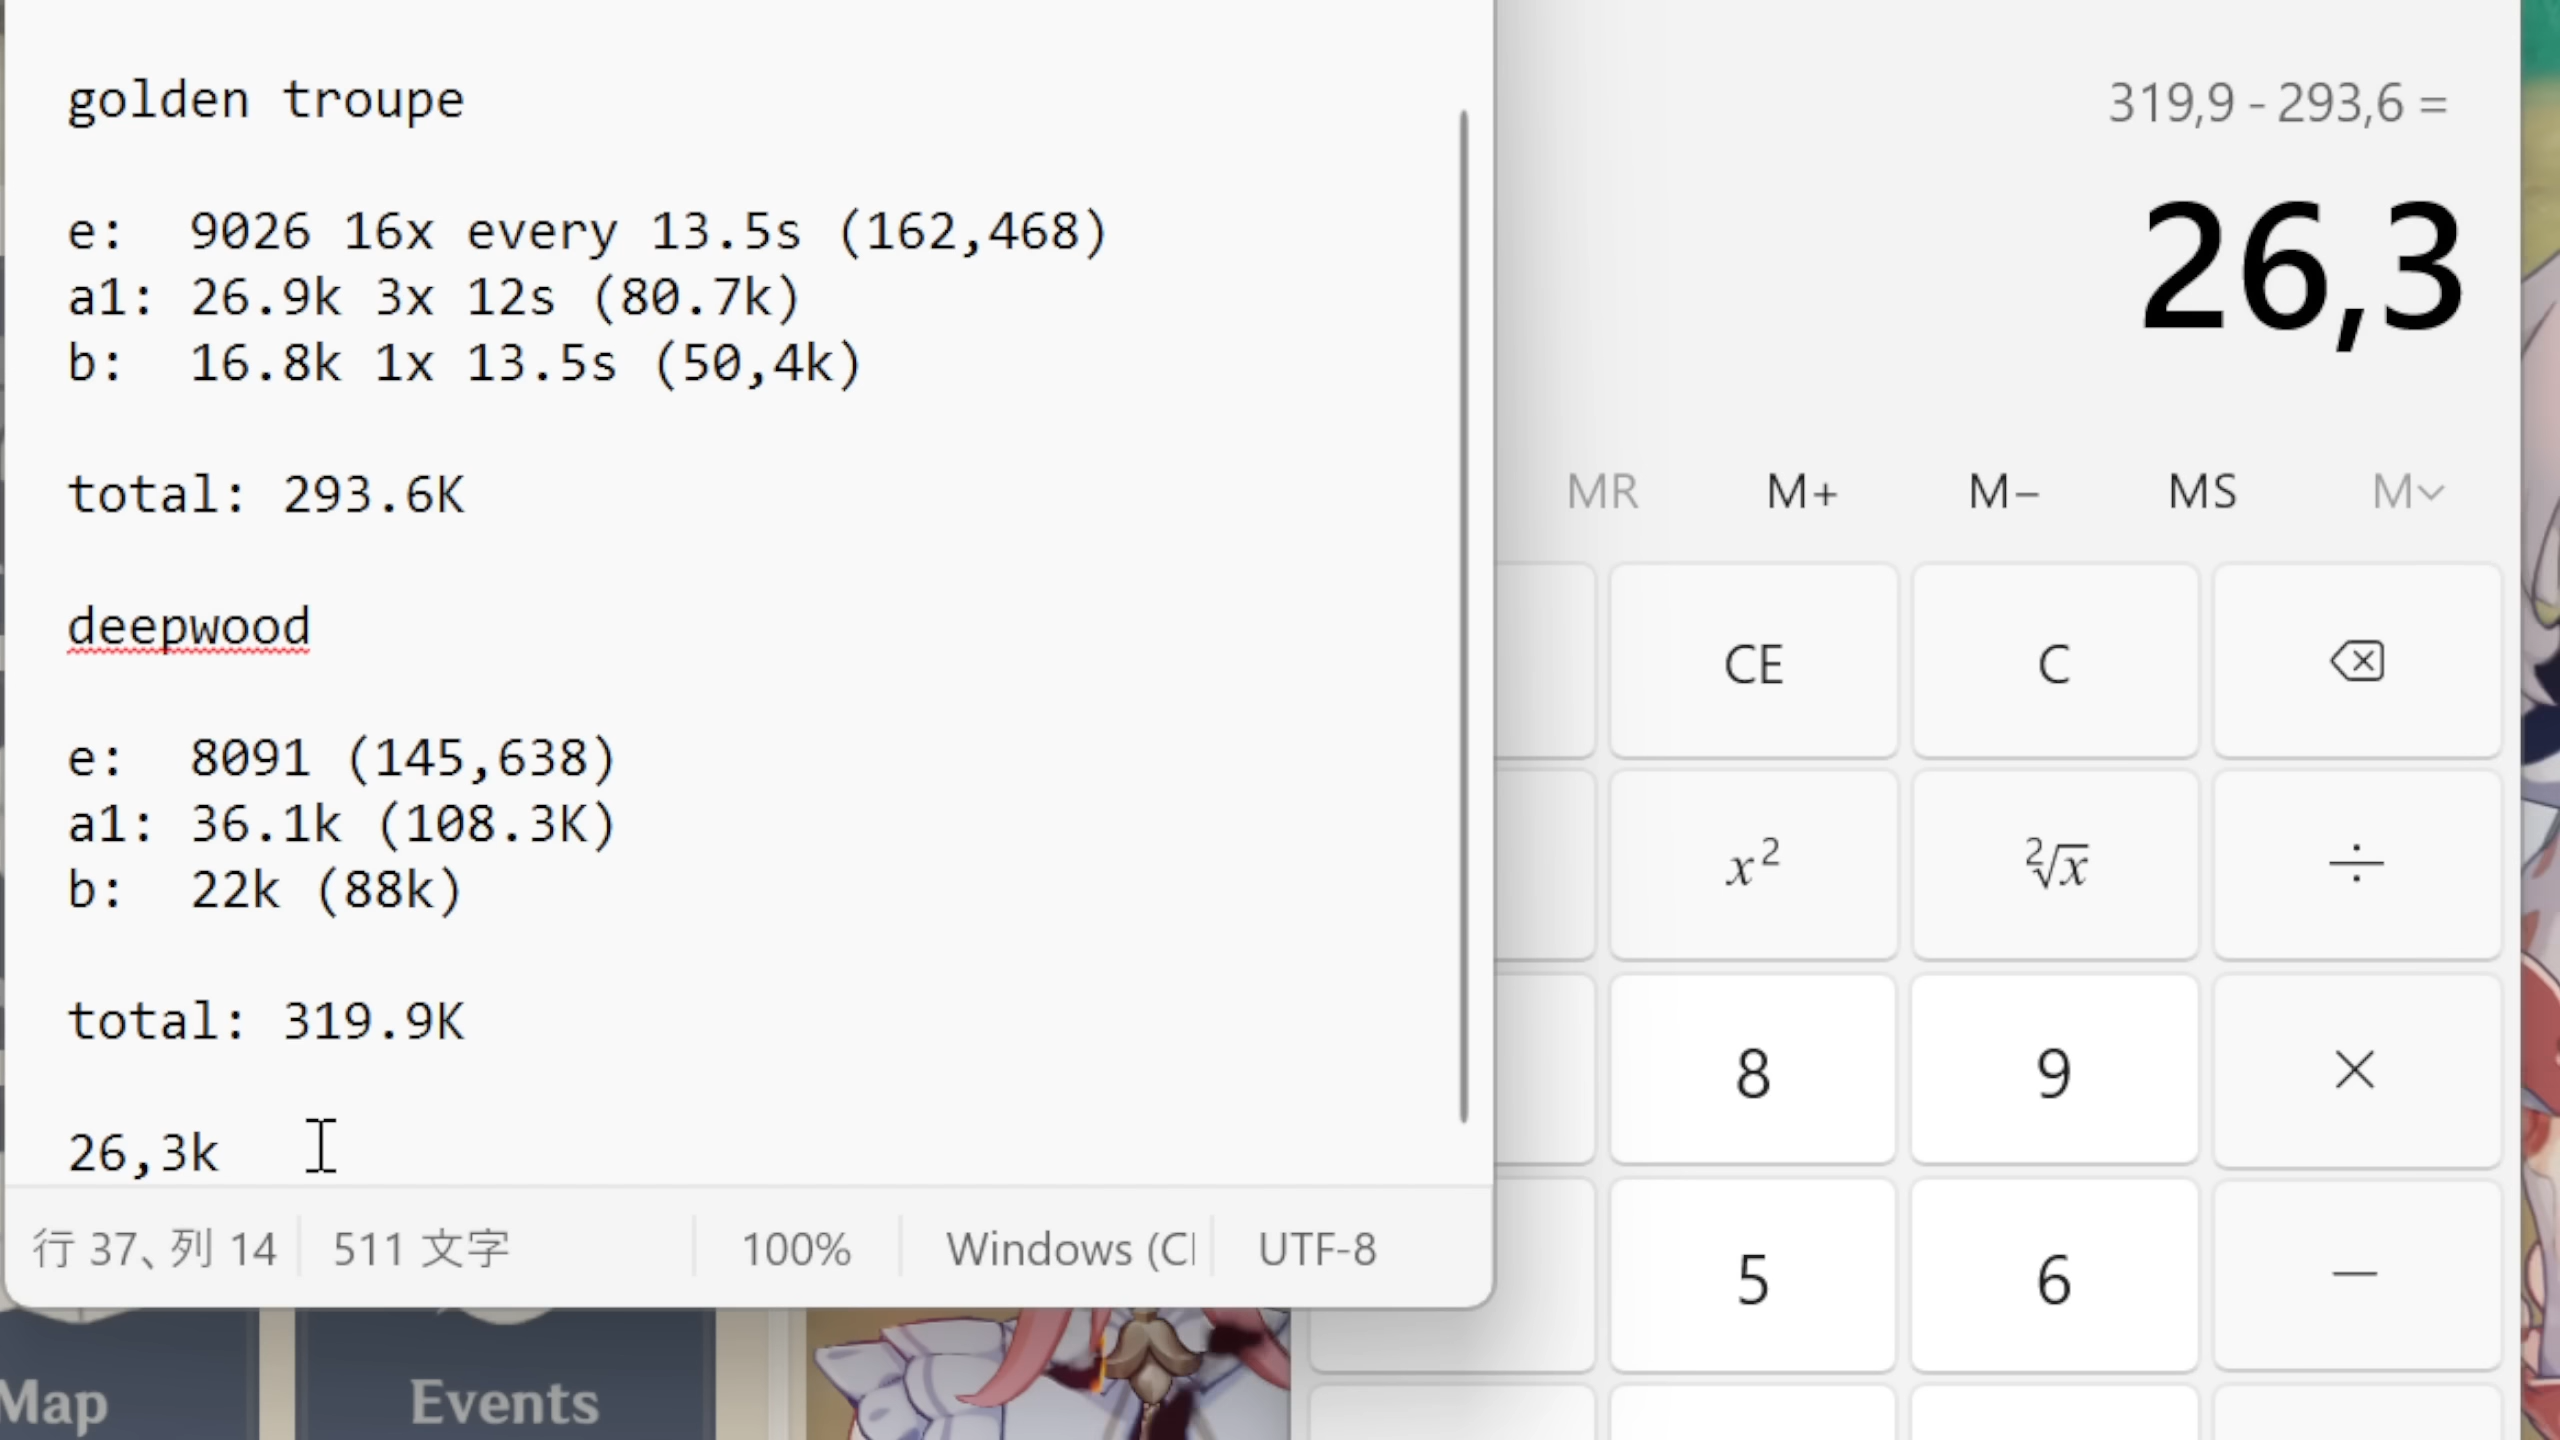 golden troupe
e:  9026 16x every 13.5s (162,468)
a1: 26.9k 3x 12s (80.7k)
b:  16.8k 1x 13.5s (50,4k)
total: 293.6K
deepwood
e:  8091 (145,638)
a1: 36.1k (108.3K)
b:  22k (88k)
total: 319.9K
26,3k
行 37、列 14
511 文字
100%
Windows (C
UTF-8
Map
Events
319,9 - 293,6 =
26,3
MR M+ M− MS M
CE C
x² ²√x ÷
8 9 ×
5 6 −